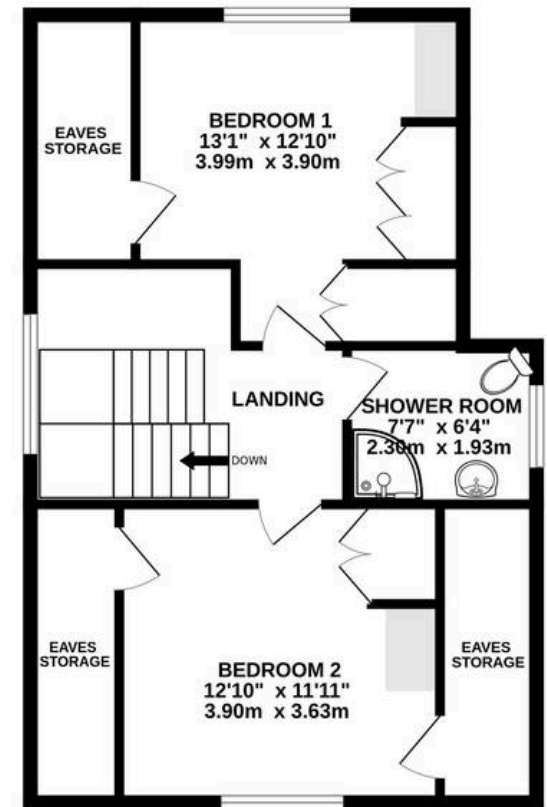 EAVES
STORAGE
BEDROOM 1
13'1" x 12'10"
3.99m x 3.90m
LANDING
SHOWER ROOM
7'7" x 6'4"
2.30m x 1.93m
DOWN
EAVES
STORAGE
BEDROOM 2
12'10" x 11'11"
3.90m x 3.63m
EAVES
STORAGE